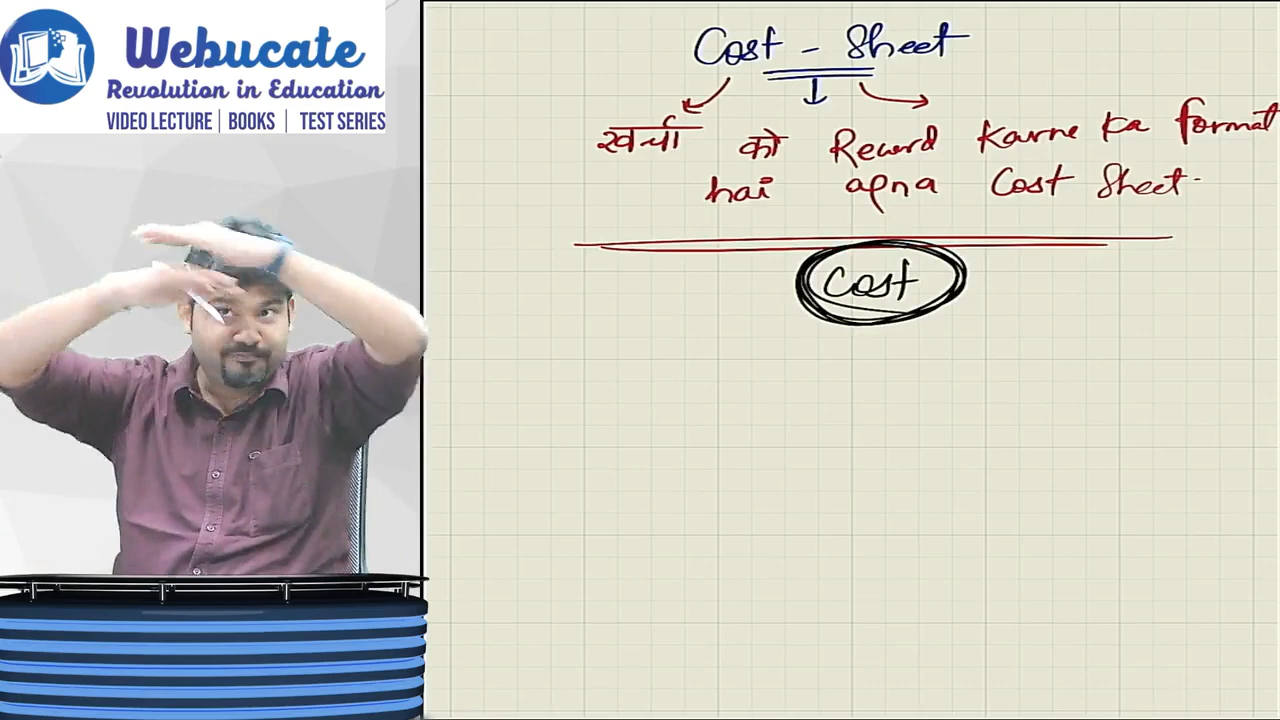 Webucate
Revolution in Education
VIDEO LECTURE | BOOKS | TEST SERIES
Cost - Sheet
खर्चा को Record Karne Ka format
hai apna Cost Sheet.
Cost